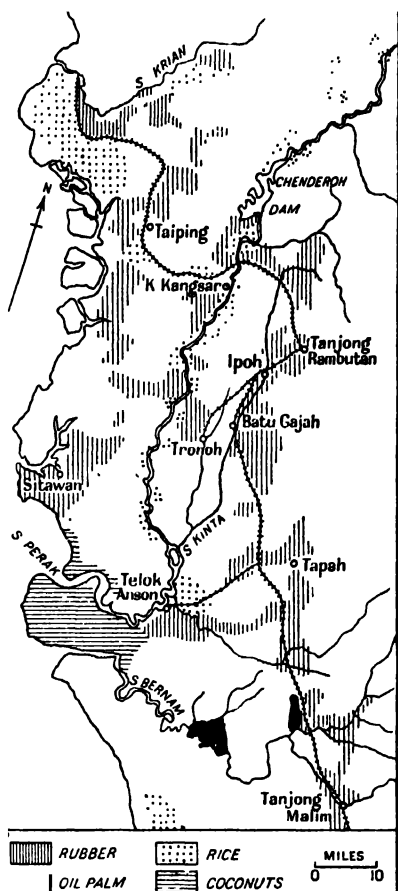 S KRIAN
CHENDEROH
DAM
N
Taiping
K Kangsar
Tanjong
Rambutan
Ipoh
Batu Gajah
Tronoh
Sitawan
S KINTA
S PERAK
Tapah
Telok
Anson
S BERNAM
Tanjong
Malim
RUBBER
RICE
MILES
OIL PALM
COCONUTS
0 10